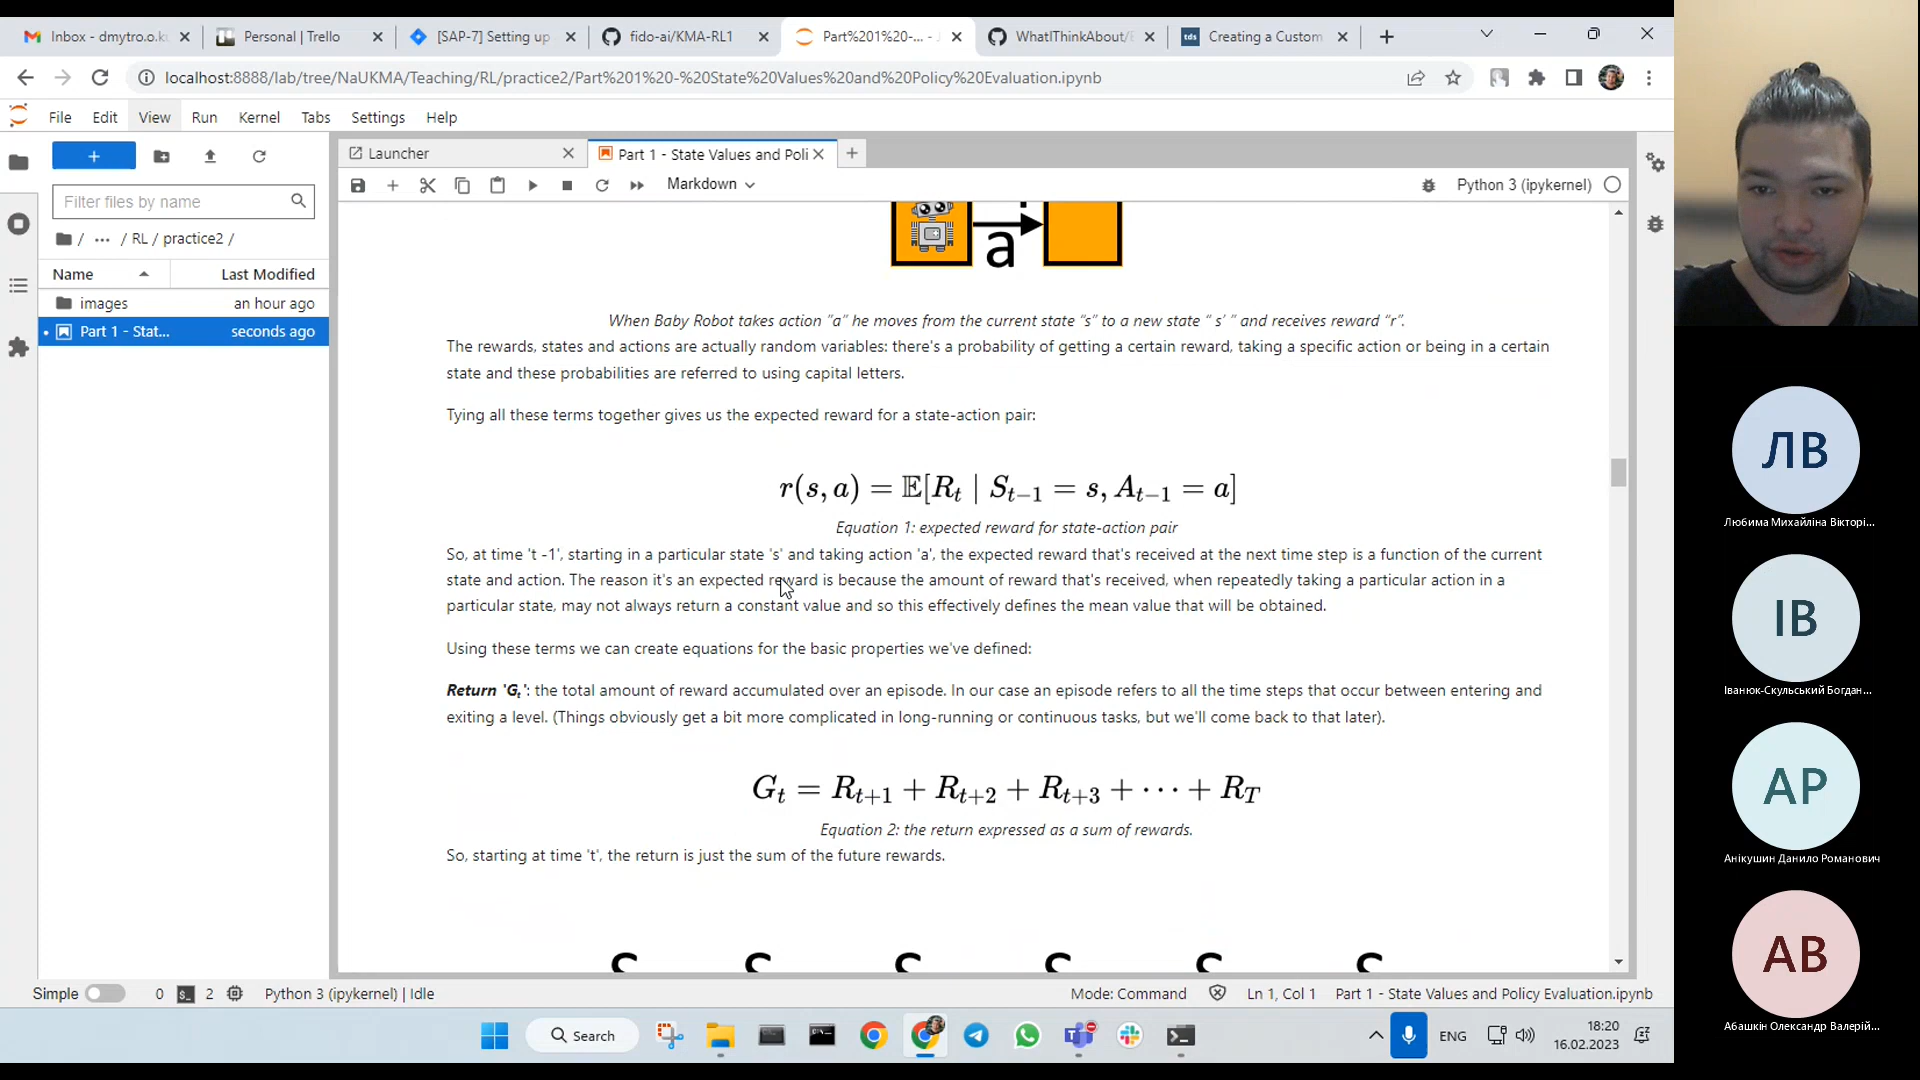 Inbox - dmytro.o.k
Personal | Trello
[SAP-7] Setting up
fido-ai/KMA-RL1
Part%201%20-...
WhatIThinkAbout/
Creating a Custom
localhost:8888/lab/tree/NaUKMA/Teaching/RL/practice2/Part%201%20-%20State%20Values%20and%20Policy%20Evaluation.ipynb
File Edit View Run Kernel Tabs Settings Help
Launcher
Part 1 - State Values and Poli
Markdown
Python 3 (ipykernel)
Filter files by name
/ ... / RL / practice2 /
Name Last Modified
images an hour ago
Part 1 - Stat... seconds ago
a
When Baby Robot takes action "a" he moves from the current state "s" to a new state " s' " and receives reward "r".
The rewards, states and actions are actually random variables: there's a probability of getting a certain reward, taking a specific action or being in a certain
state and these probabilities are referred to using capital letters.
Tying all these terms together gives us the expected reward for a state-action pair:
r(s, a) = 𝔼[R_t | S_{t−1} = s, A_{t−1} = a]
Equation 1: expected reward for state-action pair
So, at time 't -1', starting in a particular state 's' and taking action 'a', the expected reward that's received at the next time step is a function of the current
state and action. The reason it's an expected reward is because the amount of reward that's received, when repeatedly taking a particular action in a
particular state, may not always return a constant value and so this effectively defines the mean value that will be obtained.
Using these terms we can create equations for the basic properties we've defined:
Return 'G_t': the total amount of reward accumulated over an episode. In our case an episode refers to all the time steps that occur between entering and
exiting a level. (Things obviously get a bit more complicated in long-running or continuous tasks, but we'll come back to that later).
G_t = R_{t+1} + R_{t+2} + R_{t+3} + ⋯ + R_T
Equation 2: the return expressed as a sum of rewards.
So, starting at time 't', the return is just the sum of the future rewards.
S S S S S S
Simple 0 2 Python 3 (ipykernel) | Idle
Mode: Command Ln 1, Col 1 Part 1 - State Values and Policy Evaluation.ipynb
Search
ENG
18:20
16.02.2023
ЛВ
Любима Михайліна Вікторі...
ІВ
Іванюк-Скульський Богдан...
АР
Анікушин Данило Романович
АВ
Абашкін Олександр Валерій...